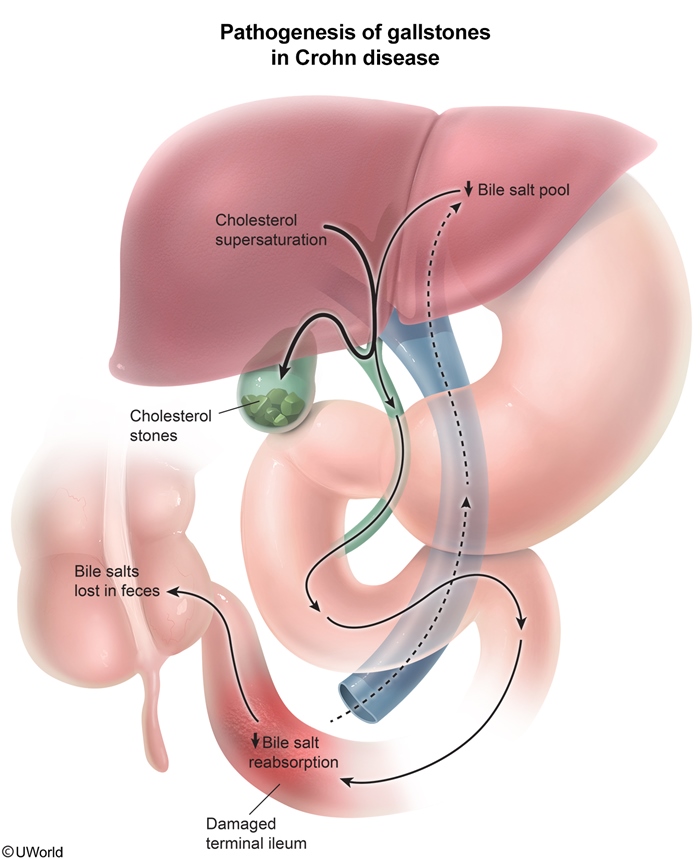 Pathogenesis of gallstones
in Crohn disease
↓ Bile salt pool
Cholesterol
supersaturation
Cholesterol
stones
Bile salts
lost in feces
↓ Bile salt
reabsorption
Damaged
terminal ileum
©UWorld